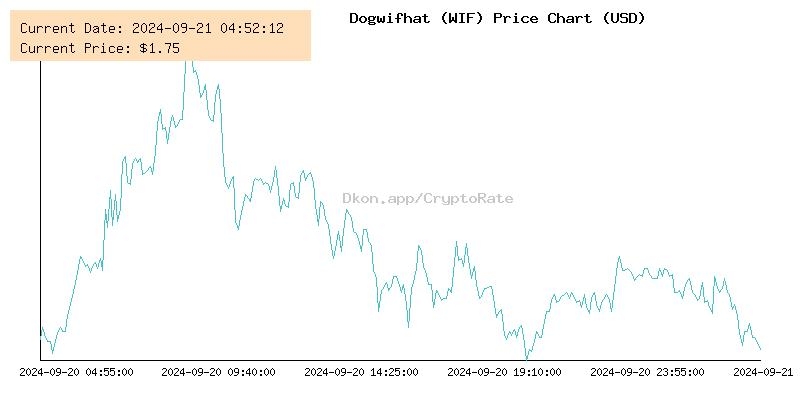 Dogwifhat (WIF) Price Chart (USD)
Current Date: 2024-09-21 04:52:12
Current Price: $1.75
Dkon.app/CryptoRate
2024-09-20 04:55:00 2024-09-20 09:40:00 2024-09-20 14:25:00 2024-09-20 19:10:00 2024-09-20 23:55:00 2024-09-21